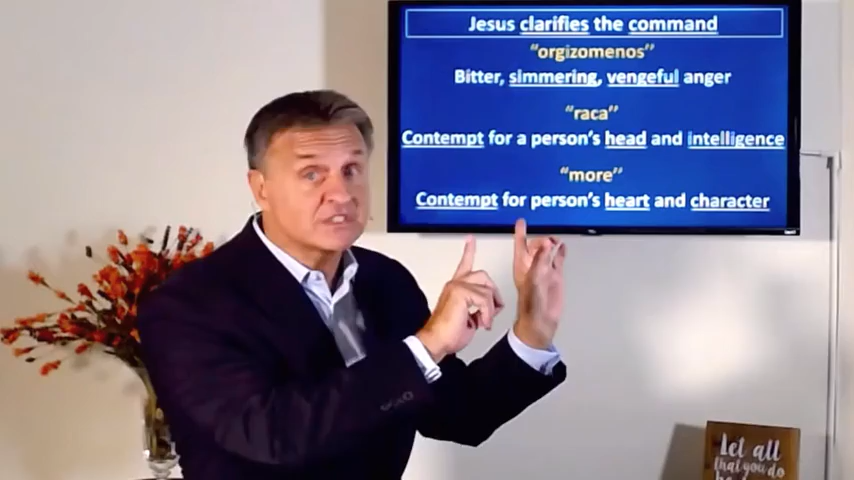 Jesus clarifies the command
“orgizomenos”
Bitter, simmering, vengeful anger
“raca”
Contempt for a person’s head and intelligence
“more”
Contempt for person’s heart and character
Let all
that you do